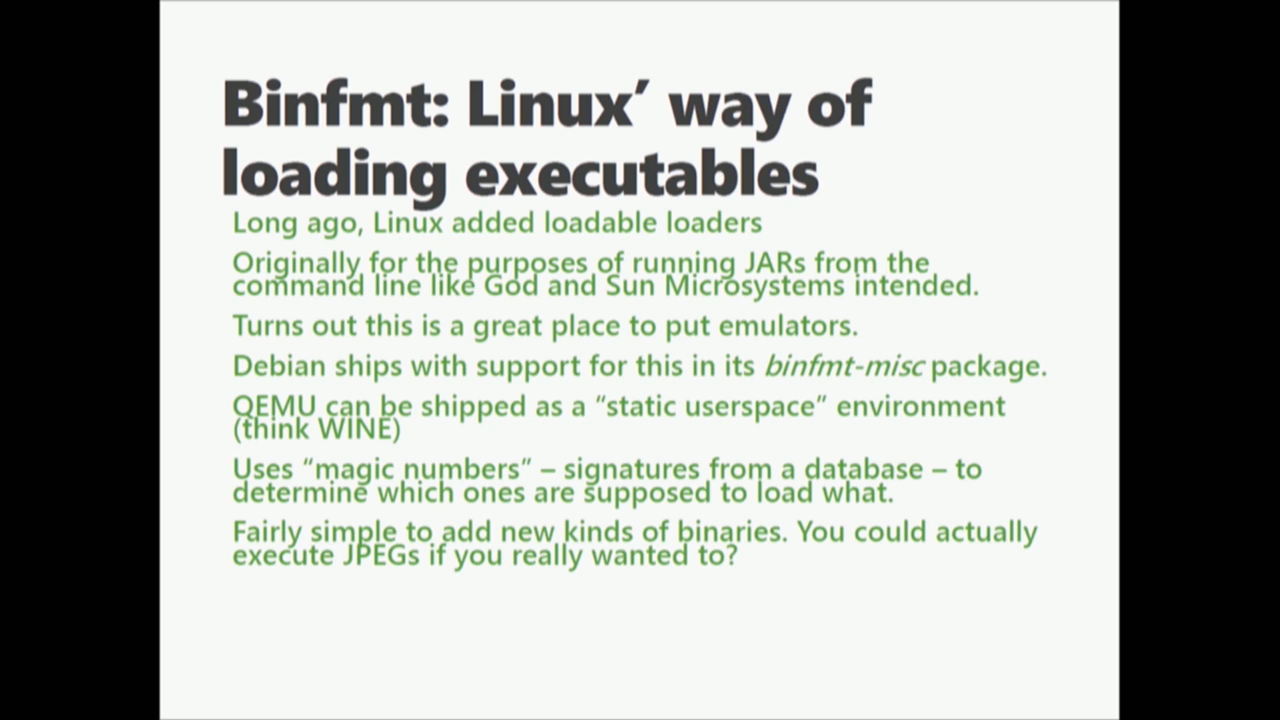 Binfmt: Linux’ way of
loading executables
Long ago, Linux added loadable loaders
Originally for the purposes of running JARs from the
command line like God and Sun Microsystems intended.
Turns out this is a great place to put emulators.
Debian ships with support for this in its binfmt-misc package.
QEMU can be shipped as a “static userspace” environment
(think WINE)
Uses “magic numbers” – signatures from a database – to
determine which ones are supposed to load what.
Fairly simple to add new kinds of binaries. You could actually
execute JPEGs if you really wanted to?